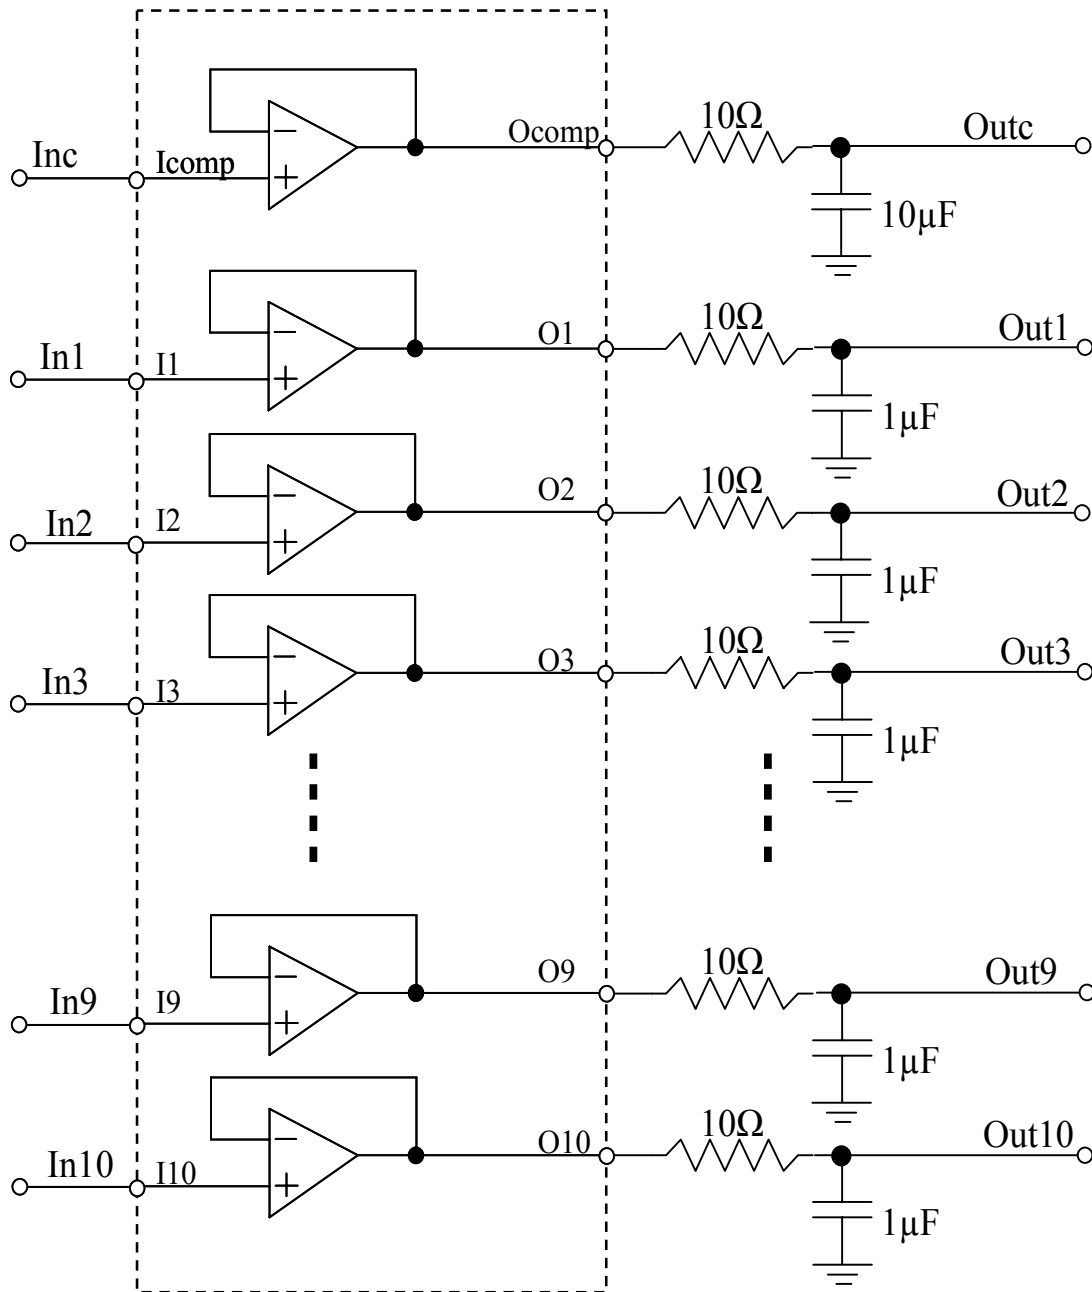 Inc Icomp − + Ocomp 10Ω Outc
10µF
In1 I1 − + O1 10Ω Out1
1µF
In2 I2 − + O2 10Ω Out2
1µF
In3 I3 − + O3 10Ω Out3
1µF
In9 I9 − + O9 10Ω Out9
1µF
In10 I10 − + O10 10Ω Out10
1µF